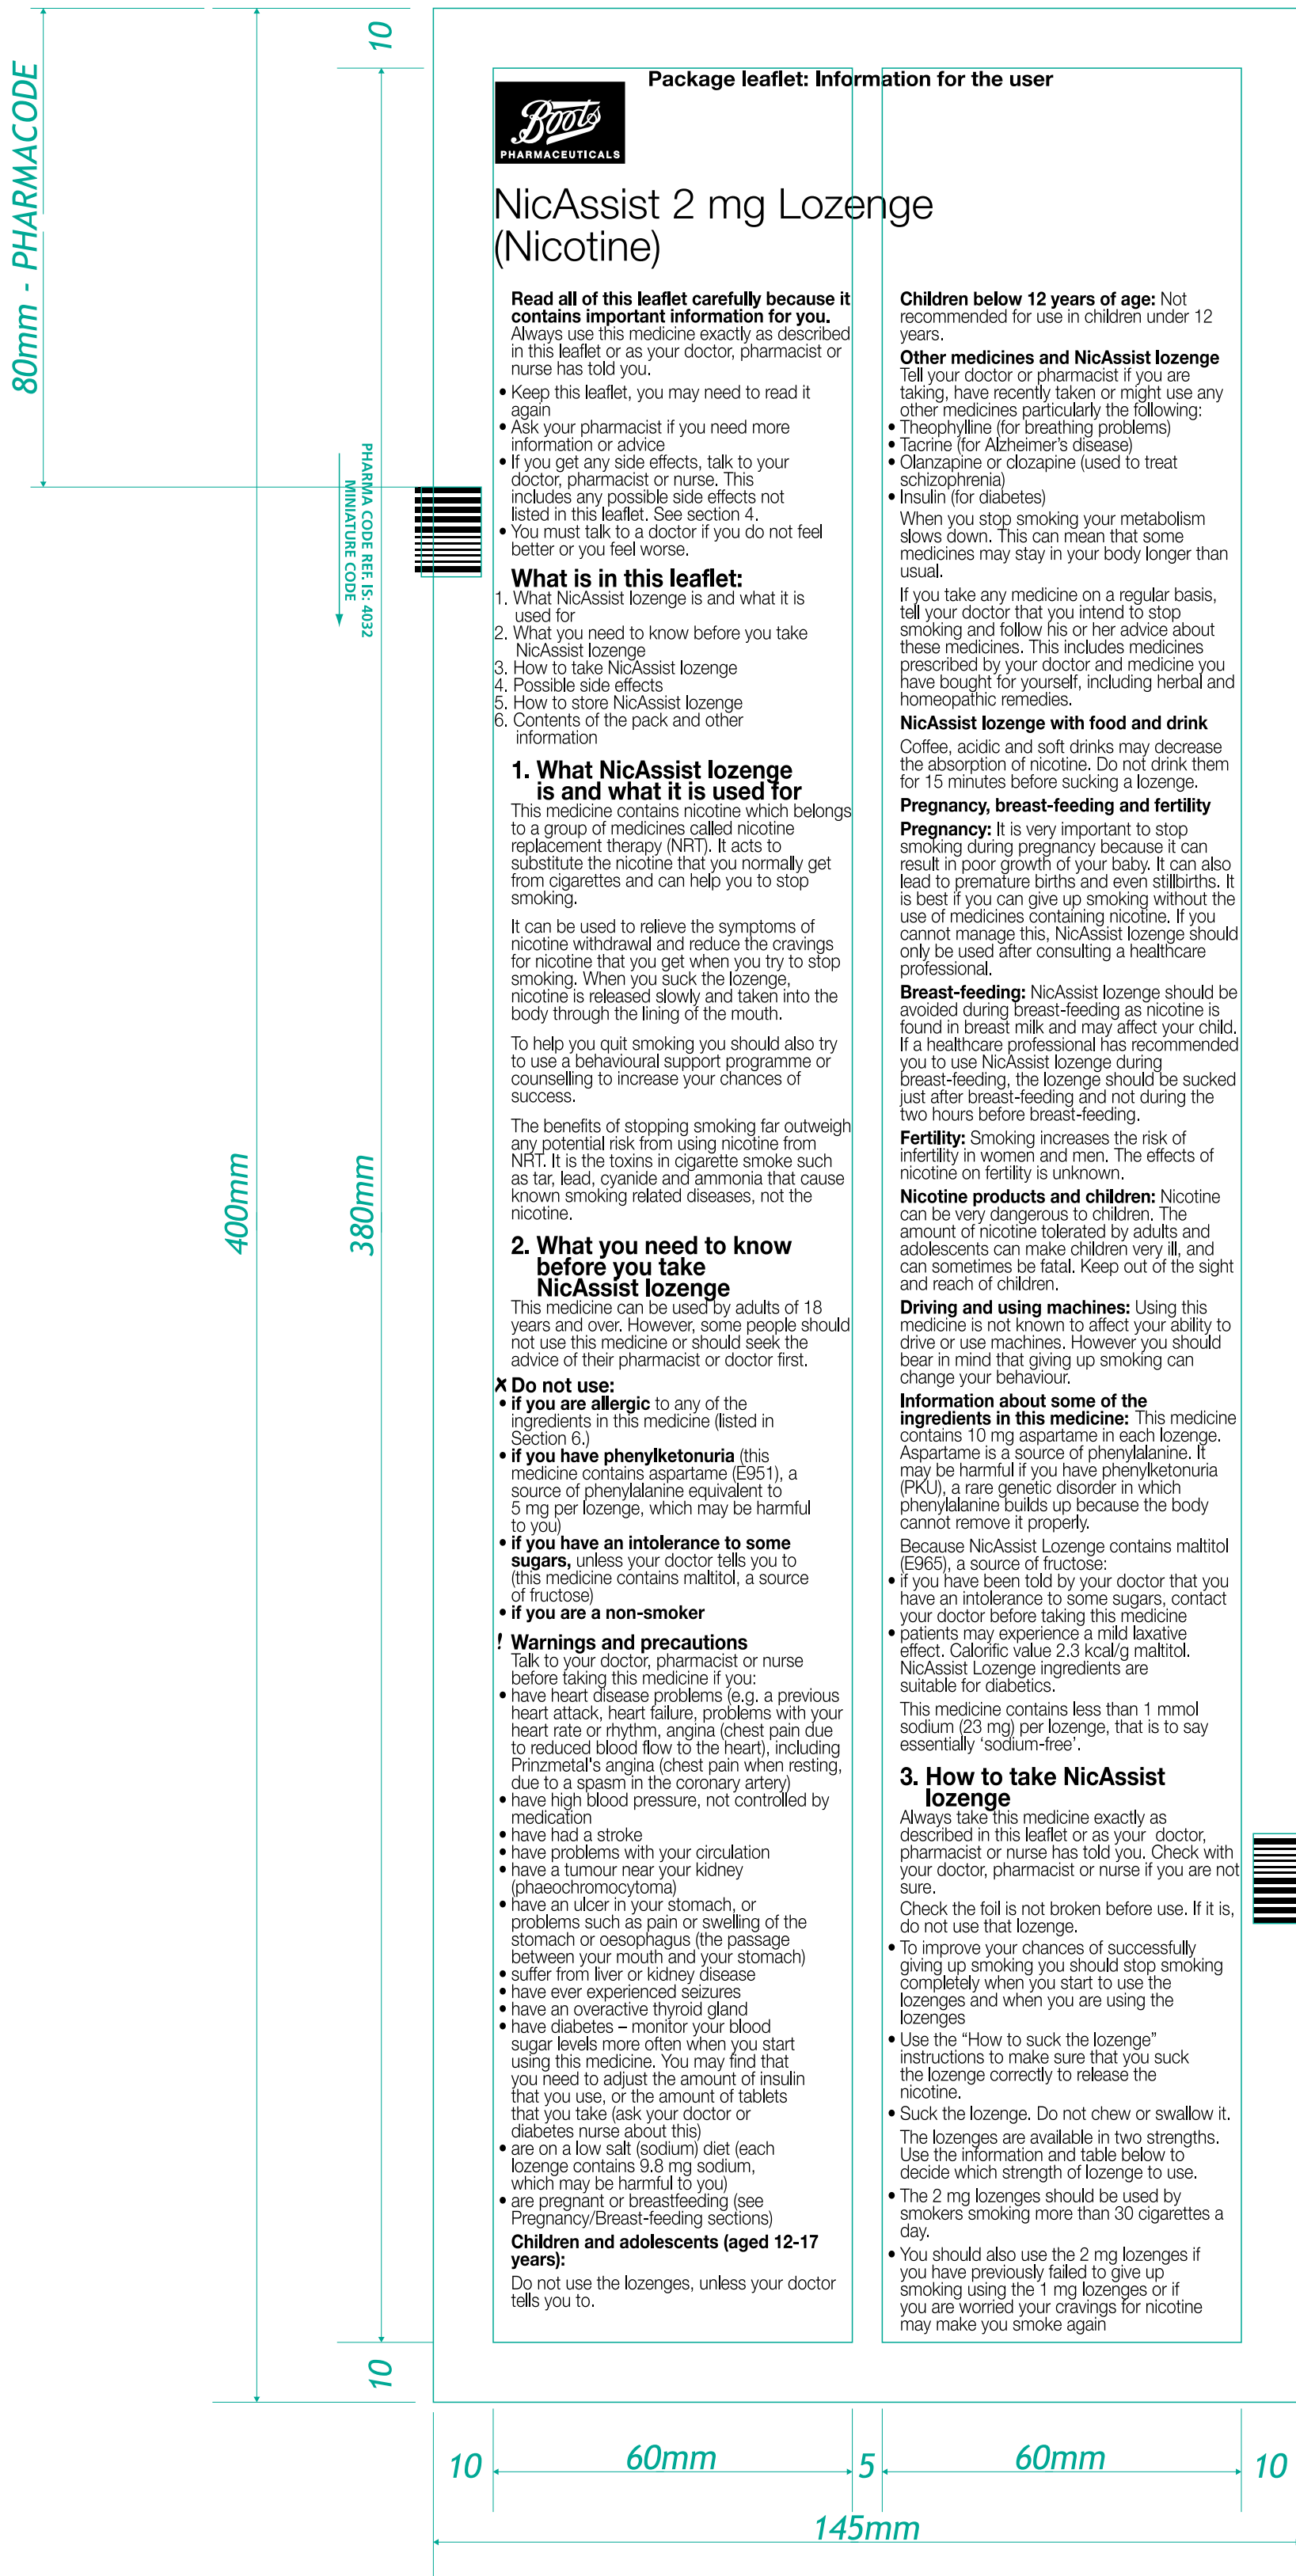 80mm - PHARMACODE
10
400mm
380mm
10
PHARMA CODE REF. IS: 4032
MINIATURE CODE
Package leaflet: Information for the user
Boots
PHARMACEUTICALS
NicAssist 2 mg Lozenge
(Nicotine)
Read all of this leaflet carefully because it
contains important information for you.
Always use this medicine exactly as described
in this leaflet or as your doctor, pharmacist or
nurse has told you.
• Keep this leaflet, you may need to read it
again
• Ask your pharmacist if you need more
information or advice
• If you get any side effects, talk to your
doctor, pharmacist or nurse. This
includes any possible side effects not
listed in this leaflet. See section 4.
• You must talk to a doctor if you do not feel
better or you feel worse.
What is in this leaflet:
1. What NicAssist lozenge is and what it is
used for
2. What you need to know before you take
NicAssist lozenge
3. How to take NicAssist lozenge
4. Possible side effects
5. How to store NicAssist lozenge
6. Contents of the pack and other
information
1. What NicAssist lozenge
is and what it is used for
This medicine contains nicotine which belongs
to a group of medicines called nicotine
replacement therapy (NRT). It acts to
substitute the nicotine that you normally get
from cigarettes and can help you to stop
smoking.
It can be used to relieve the symptoms of
nicotine withdrawal and reduce the cravings
for nicotine that you get when you try to stop
smoking. When you suck the lozenge,
nicotine is released slowly and taken into the
body through the lining of the mouth.
To help you quit smoking you should also try
to use a behavioural support programme or
counselling to increase your chances of
success.
The benefits of stopping smoking far outweigh
any potential risk from using nicotine from
NRT. It is the toxins in cigarette smoke such
as tar, lead, cyanide and ammonia that cause
known smoking related diseases, not the
nicotine.
2. What you need to know
before you take
NicAssist lozenge
This medicine can be used by adults of 18
years and over. However, some people should
not use this medicine or should seek the
advice of their pharmacist or doctor first.
✗ Do not use:
• if you are allergic to any of the
ingredients in this medicine (listed in
Section 6.)
• if you have phenylketonuria (this
medicine contains aspartame (E951), a
source of phenylalanine equivalent to
5 mg per lozenge, which may be harmful
to you)
• if you have an intolerance to some
sugars, unless your doctor tells you to
(this medicine contains maltitol, a source
of fructose)
• if you are a non-smoker
! Warnings and precautions
Talk to your doctor, pharmacist or nurse
before taking this medicine if you:
• have heart disease problems (e.g. a previous
heart attack, heart failure, problems with your
heart rate or rhythm, angina (chest pain due
to reduced blood flow to the heart), including
Prinzmetal's angina (chest pain when resting,
due to a spasm in the coronary artery)
• have high blood pressure, not controlled by
medication
• have had a stroke
• have problems with your circulation
• have a tumour near your kidney
(phaeochromocytoma)
• have an ulcer in your stomach, or
problems such as pain or swelling of the
stomach or oesophagus (the passage
between your mouth and your stomach)
• suffer from liver or kidney disease
• have ever experienced seizures
• have an overactive thyroid gland
• have diabetes – monitor your blood
sugar levels more often when you start
using this medicine. You may find that
you need to adjust the amount of insulin
that you use, or the amount of tablets
that you take (ask your doctor or
diabetes nurse about this)
• are on a low salt (sodium) diet (each
lozenge contains 9.8 mg sodium,
which may be harmful to you)
• are pregnant or breastfeeding (see
Pregnancy/Breast-feeding sections)
Children and adolescents (aged 12-17
years):
Do not use the lozenges, unless your doctor
tells you to.
Children below 12 years of age: Not
recommended for use in children under 12
years.
Other medicines and NicAssist lozenge
Tell your doctor or pharmacist if you are
taking, have recently taken or might use any
other medicines particularly the following:
• Theophylline (for breathing problems)
• Tacrine (for Alzheimer's disease)
• Olanzapine or clozapine (used to treat
schizophrenia)
• Insulin (for diabetes)
When you stop smoking your metabolism
slows down. This can mean that some
medicines may stay in your body longer than
usual.
If you take any medicine on a regular basis,
tell your doctor that you intend to stop
smoking and follow his or her advice about
these medicines. This includes medicines
prescribed by your doctor and medicine you
have bought for yourself, including herbal and
homeopathic remedies.
NicAssist lozenge with food and drink
Coffee, acidic and soft drinks may decrease
the absorption of nicotine. Do not drink them
for 15 minutes before sucking a lozenge.
Pregnancy, breast-feeding and fertility
Pregnancy: It is very important to stop
smoking during pregnancy because it can
result in poor growth of your baby. It can also
lead to premature births and even stillbirths. It
is best if you can give up smoking without the
use of medicines containing nicotine. If you
cannot manage this, NicAssist lozenge should
only be used after consulting a healthcare
professional.
Breast-feeding: NicAssist lozenge should be
avoided during breast-feeding as nicotine is
found in breast milk and may affect your child.
If a healthcare professional has recommended
you to use NicAssist lozenge during
breast-feeding, the lozenge should be sucked
just after breast-feeding and not during the
two hours before breast-feeding.
Fertility: Smoking increases the risk of
infertility in women and men. The effects of
nicotine on fertility is unknown.
Nicotine products and children: Nicotine
can be very dangerous to children. The
amount of nicotine tolerated by adults and
adolescents can make children very ill, and
can sometimes be fatal. Keep out of the sight
and reach of children.
Driving and using machines: Using this
medicine is not known to affect your ability to
drive or use machines. However you should
bear in mind that giving up smoking can
change your behaviour.
Information about some of the
ingredients in this medicine: This medicine
contains 10 mg aspartame in each lozenge.
Aspartame is a source of phenylalanine. It
may be harmful if you have phenylketonuria
(PKU), a rare genetic disorder in which
phenylalanine builds up because the body
cannot remove it properly.
Because NicAssist Lozenge contains maltitol
(E965), a source of fructose:
• if you have been told by your doctor that you
have an intolerance to some sugars, contact
your doctor before taking this medicine
• patients may experience a mild laxative
effect. Calorific value 2.3 kcal/g maltitol.
NicAssist Lozenge ingredients are
suitable for diabetics.
This medicine contains less than 1 mmol
sodium (23 mg) per lozenge, that is to say
essentially ‘sodium-free’.
3. How to take NicAssist
lozenge
Always take this medicine exactly as
described in this leaflet or as your doctor,
pharmacist or nurse has told you. Check with
your doctor, pharmacist or nurse if you are not
sure.
Check the foil is not broken before use. If it is,
do not use that lozenge.
• To improve your chances of successfully
giving up smoking you should stop smoking
completely when you start to use the
lozenges and when you are using the
lozenges
• Use the “How to suck the lozenge”
instructions to make sure that you suck
the lozenge correctly to release the
nicotine.
• Suck the lozenge. Do not chew or swallow it.
The lozenges are available in two strengths.
Use the information and table below to
decide which strength of lozenge to use.
• The 2 mg lozenges should be used by
smokers smoking more than 30 cigarettes a
day.
• You should also use the 2 mg lozenges if
you have previously failed to give up
smoking using the 1 mg lozenges or if
you are worried your cravings for nicotine
may make you smoke again
10 60mm 5 60mm 10
145mm